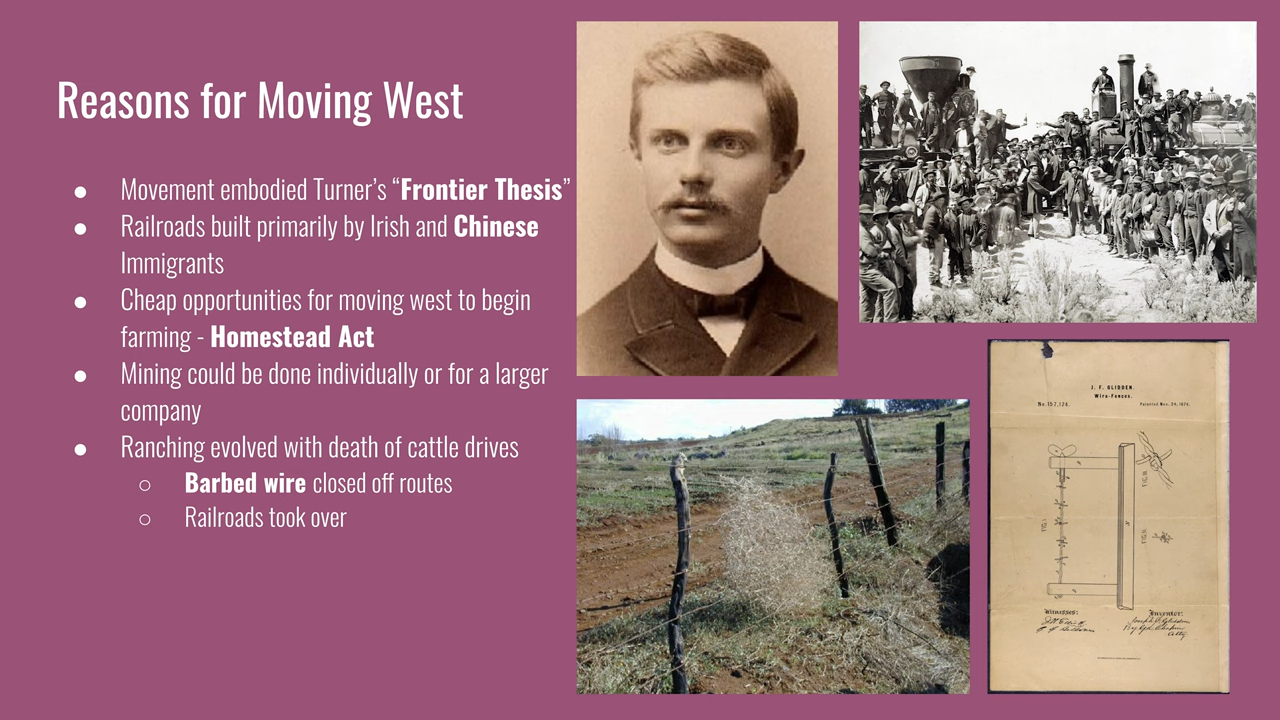 Reasons for Moving West
● Movement embodied Turner's “Frontier Thesis”
● Railroads built primarily by Irish and Chinese
Immigrants
● Cheap opportunities for moving west to begin
farming - Homestead Act
● Mining could be done individually or for a larger
company
● Ranching evolved with death of cattle drives
○ Barbed wire closed off routes
○ Railroads took over
J. F. GLIDDEN.
Wire-Fences.
No. 157,124. Patented Nov. 24, 1874.
Witnesses: Inventor: